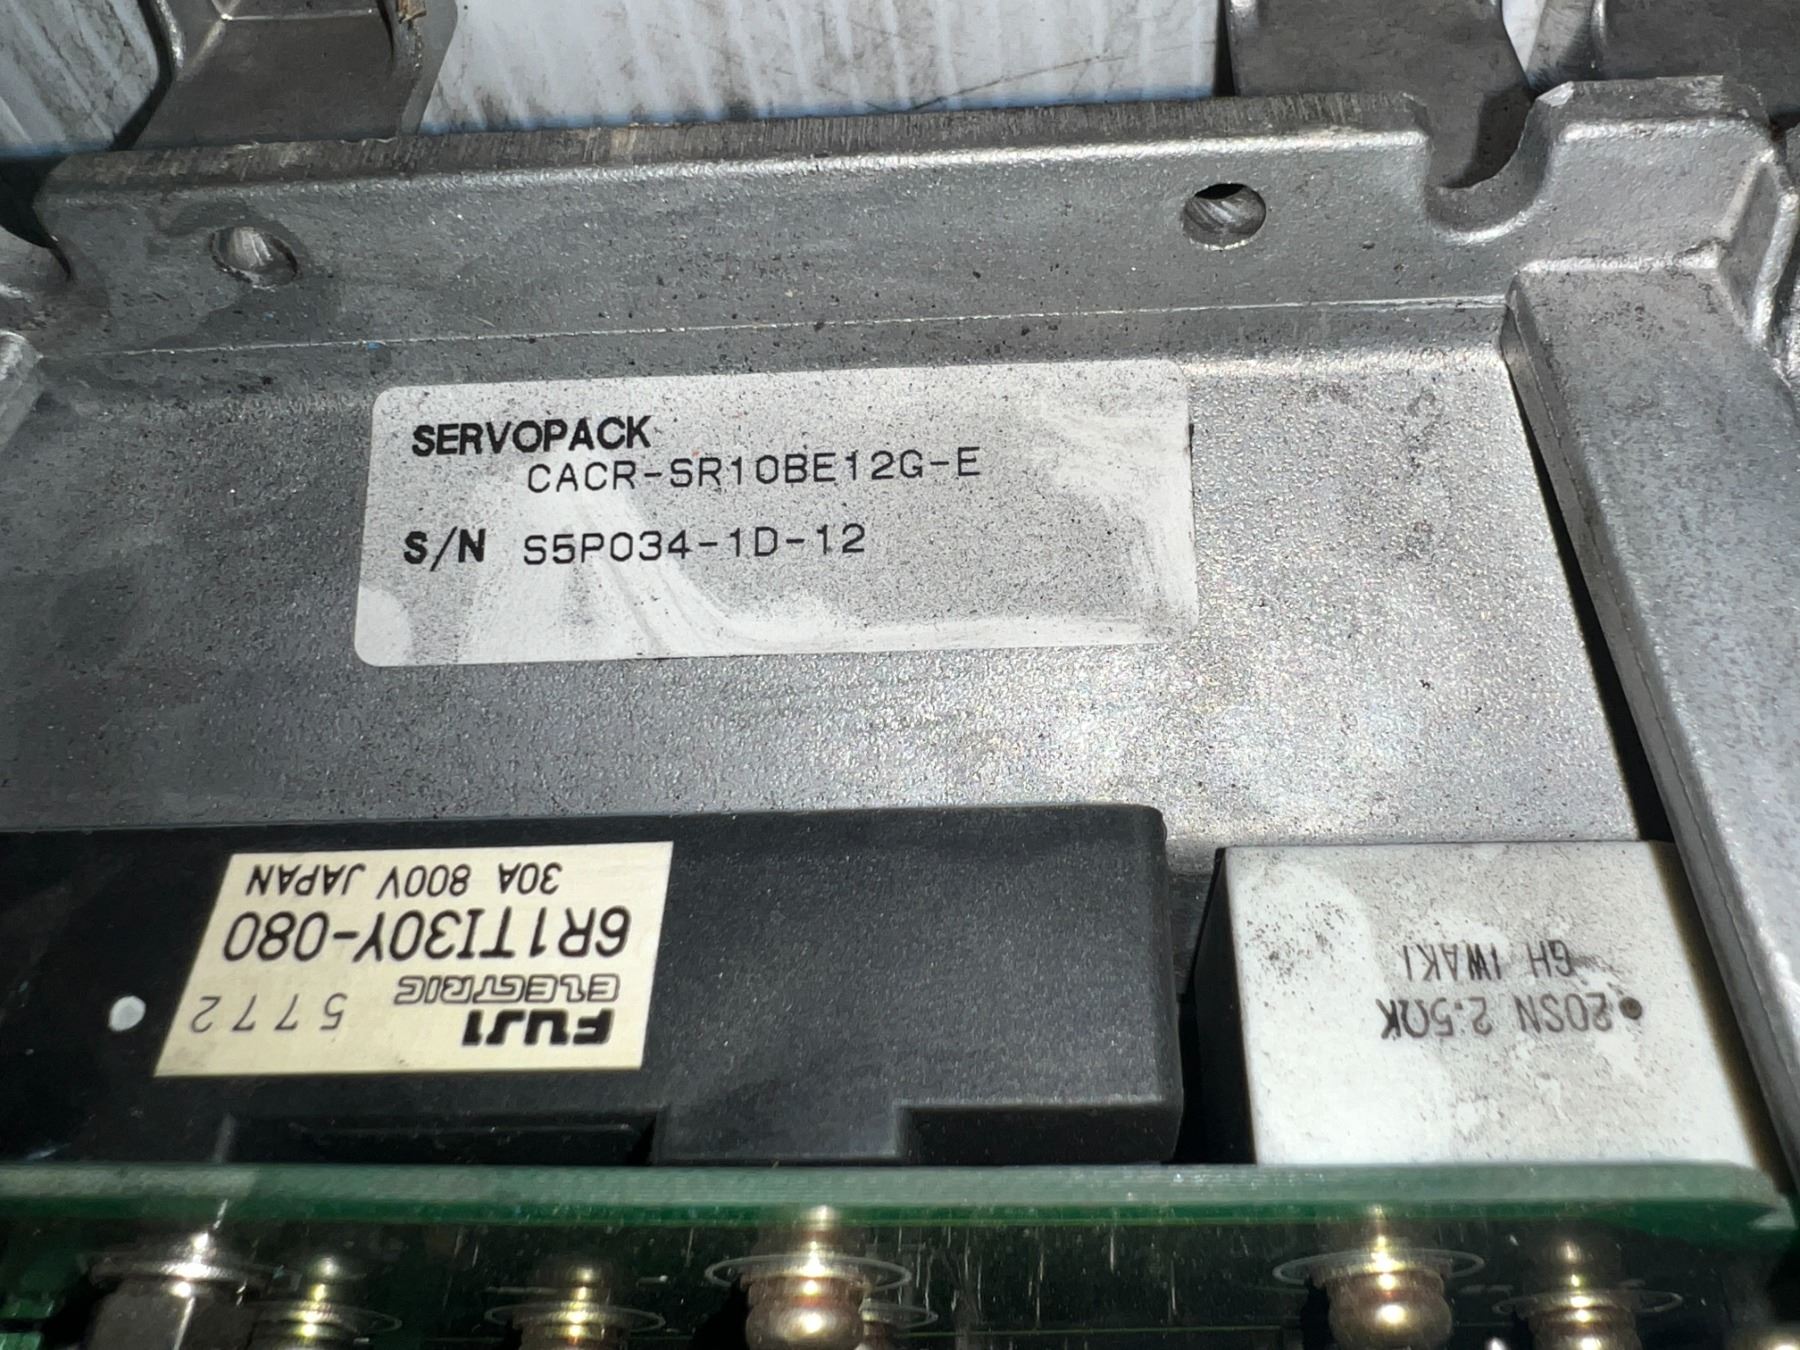 SERVOPACK
CACR-SR10BE12G-E
S/N S5P034-1D-12
FUJI
ELECTRIC 5772
6R1TI30Y-080
30A 800V JAPAN
20SN 2.5ΩK
GH IWAKI